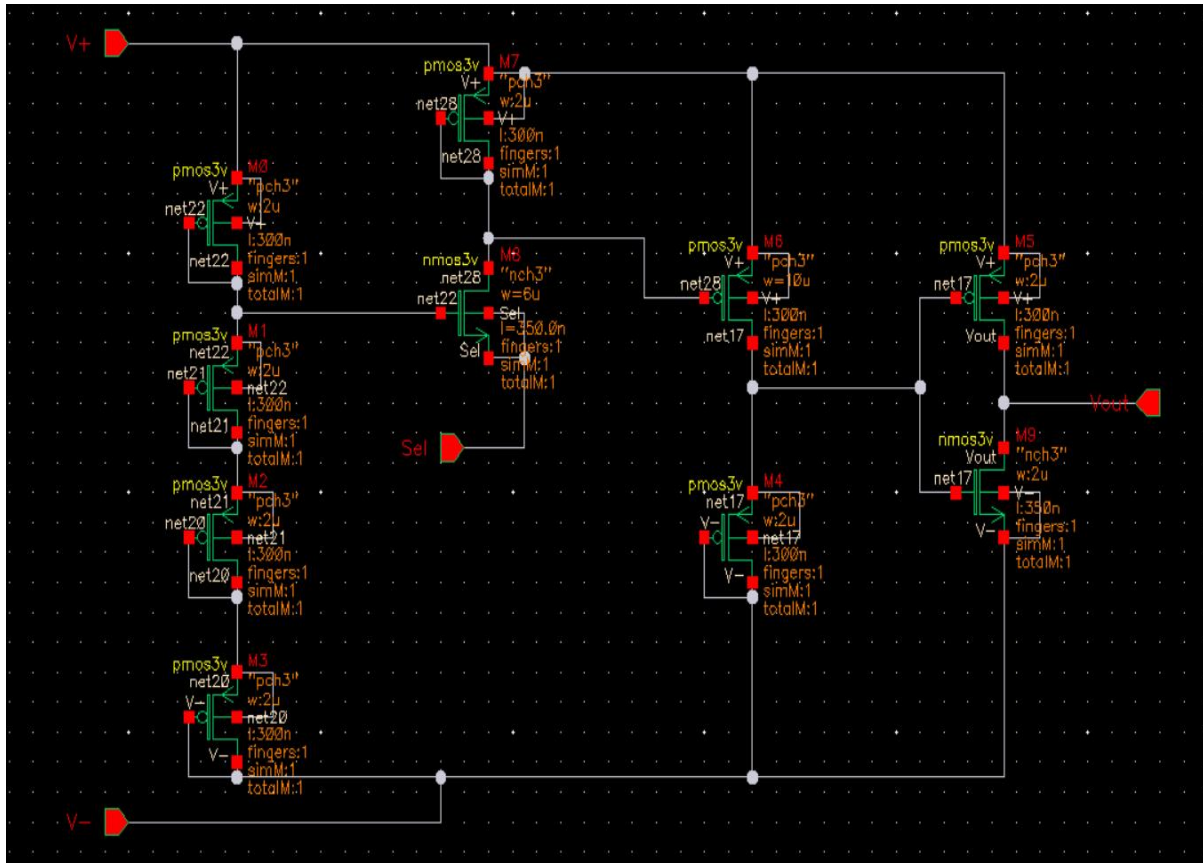 V+
pmos3v M7
V+ "pch3"
w:2u
net28 V+
l:300n
net28 fingers:1
simM:1
totalM:1
pmos3v M0
V+ "pch3"
w:2u
net22 V+
l:300n
net22 fingers:1
simM:1
totalM:1
nmos3v M8
net28 "nch3"
net22 w=6u
Sel
l=350.0n
Sel fingers:1
simM:1
totalM:1
pmos3v M6
V+ "pch3"
net28 w=10u
V+
l:300n
net17 fingers:1
simM:1
totalM:1
pmos3v M5
V+ "pch3"
net17 w:2u
V+
l:300n
Vout fingers:1
simM:1
totalM:1
pmos3v M1
net22 "pch3"
net21 w:2u
net22
l:300n
net21 fingers:1
simM:1
totalM:1
Sel
Vout
nmos3v M9
Vout "nch3"
net17 w:2u
V-
l:350n
V- fingers:1
simM:1
totalM:1
pmos3v M2
net21 "pch3"
net20 w:2u
net21
l:300n
net20 fingers:1
simM:1
totalM:1
pmos3v M4
net17 "pch3"
V- w:2u
net17
l:300n
V- fingers:1
simM:1
totalM:1
pmos3v M3
net20 "pch3"
V- w:2u
net20
l:300n
V- fingers:1
simM:1
totalM:1
V-